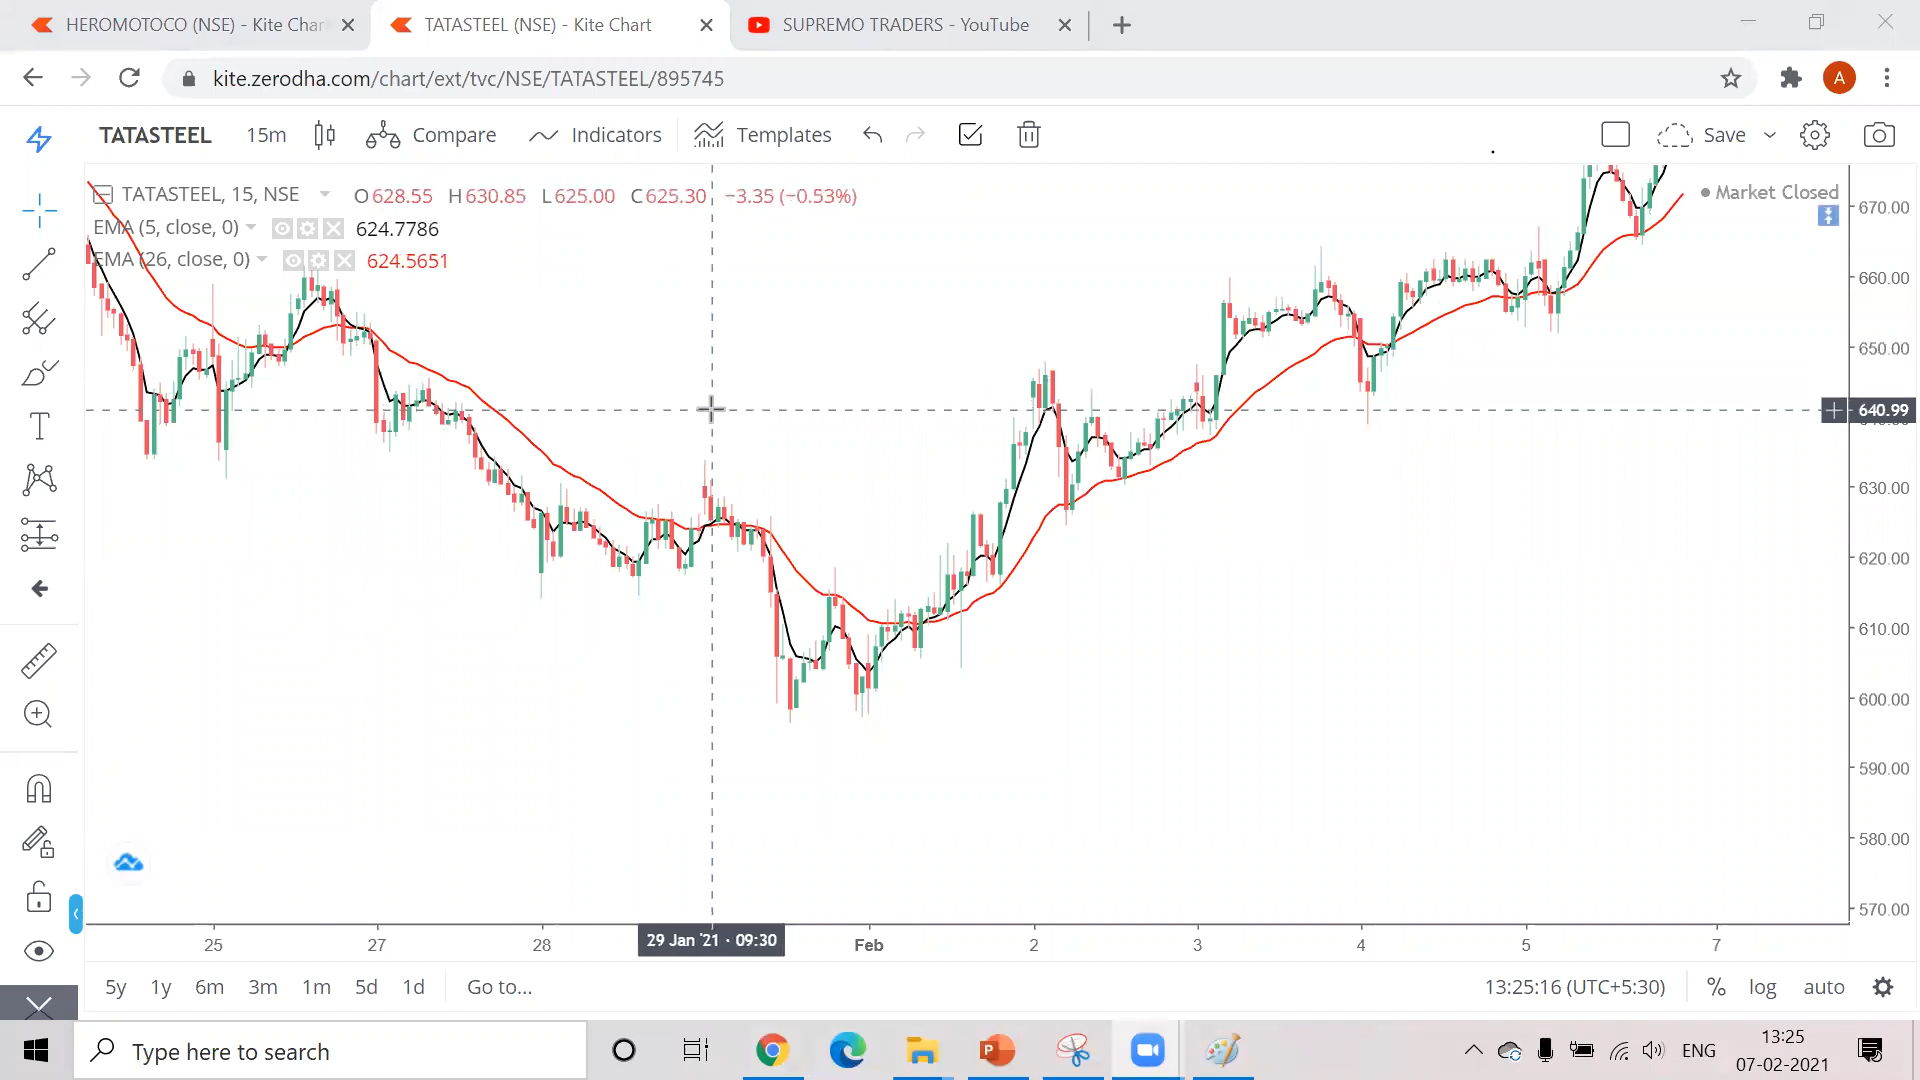 HEROMOTOCO (NSE) - Kite Char
TATASTEEL (NSE) - Kite Chart
SUPREMO TRADERS - YouTube
kite.zerodha.com/chart/ext/tvc/NSE/TATASTEEL/895745
A
TATASTEEL 15m Compare Indicators Templates Save
TATASTEEL, 15, NSE O628.55 H630.85 L625.00 C625.30 −3.35 (−0.53%)
Market Closed
EMA (5, close, 0) 624.7786
EMA (26, close, 0) 624.5651
670.00
660.00
650.00
640.99
630.00
620.00
610.00
600.00
590.00
580.00
570.00
25 27 28 29 Jan '21 · 09:30 Feb 2 3 4 5 7
5y 1y 6m 3m 1m 5d 1d Go to... 13:25:16 (UTC+5:30) % log auto
Type here to search
ENG
13:25
07-02-2021